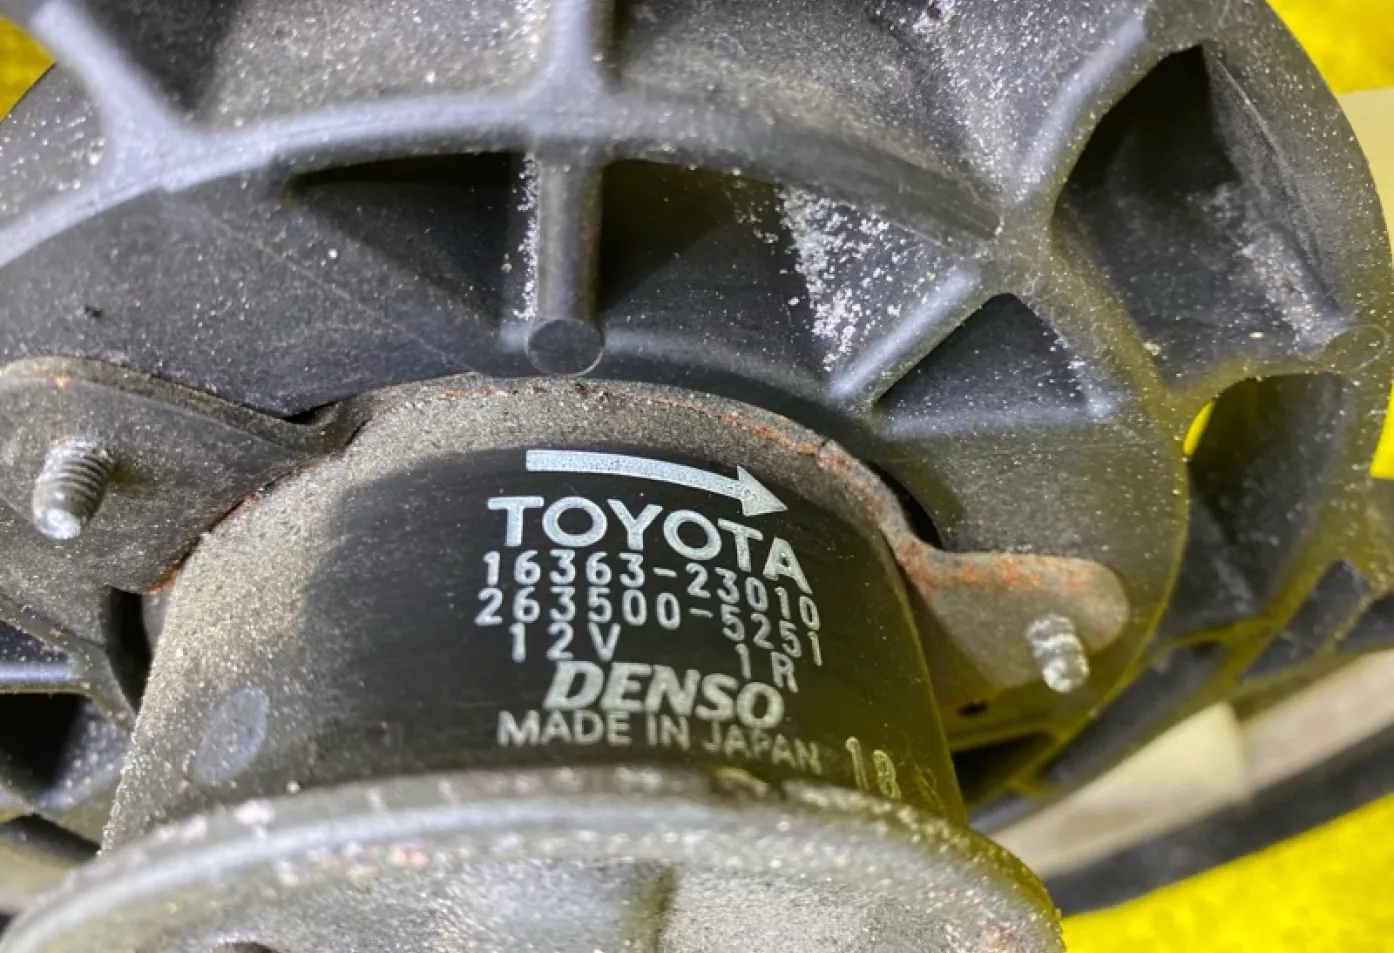 TOYOTA
16363-23010
263500-5251
12V 1R
DENSO
MADE IN JAPAN 18